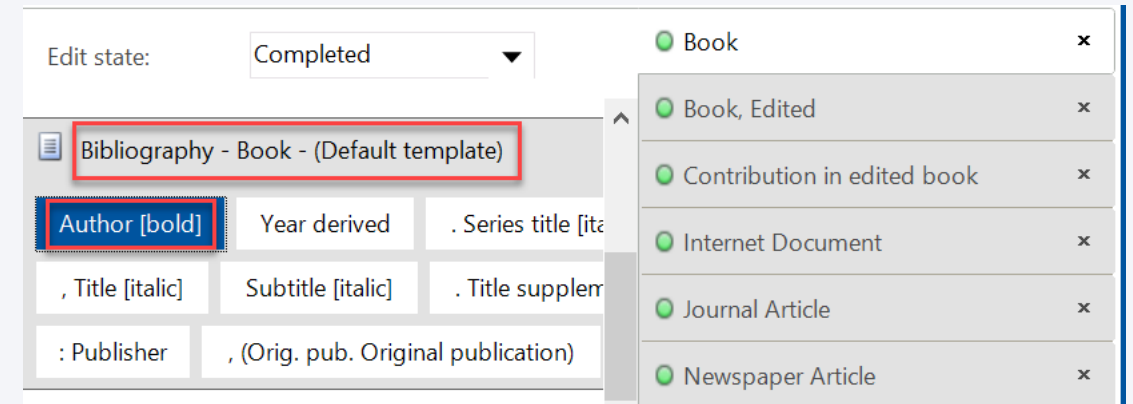 Edit state:
Completed
Bibliography - Book - (Default template)
Author [bold]
Year derived
. Series title [ita
, Title [italic]
Subtitle [italic]
. Title supplem
: Publisher
, (Orig. pub. Original publication)
Book
Book, Edited
Contribution in edited book
Internet Document
Journal Article
Newspaper Article